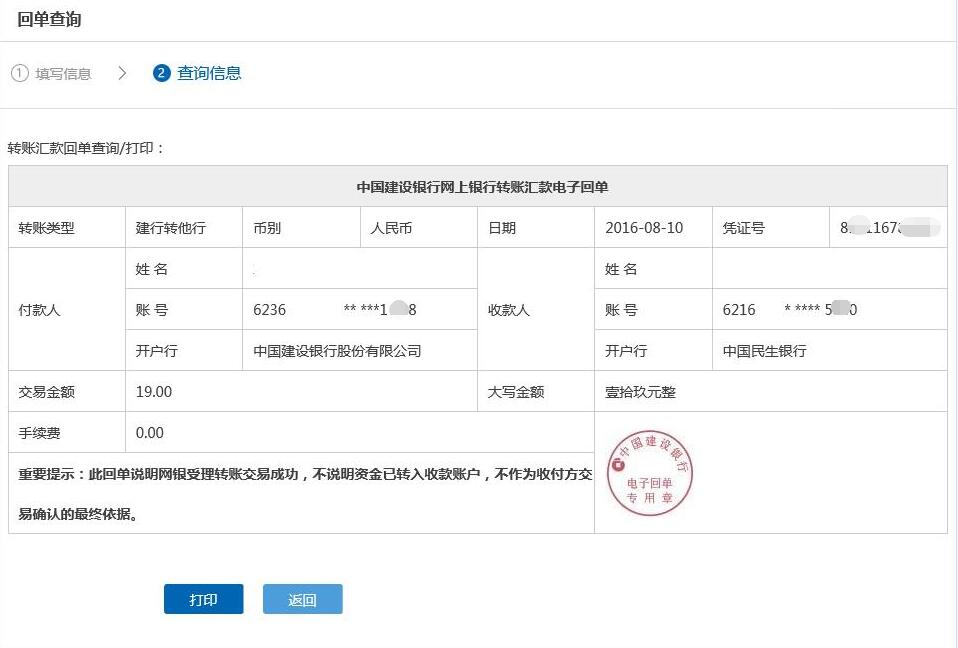 回单查询
1 填写信息 > 2 查询信息
转账汇款回单查询/打印：
中国建设银行网上银行转账汇款电子回单
转账类型 建行转他行 币别 人民币 日期 2016-08-10 凭证号
付款人 姓 名 收款人 姓 名
账 号 6236 ** ***1 8 账 号 6216 * **** 5 0
开户行 中国建设银行股份有限公司 开户行 中国民生银行
交易金额 19.00 大写金额 壹拾玖元整
手续费 0.00
重要提示：此回单说明网银受理转账交易成功，不说明资金已转入收款账户，不作为收付方交
易确认的最终依据。
中国建设银行
电子回单
专用章
打印 返回